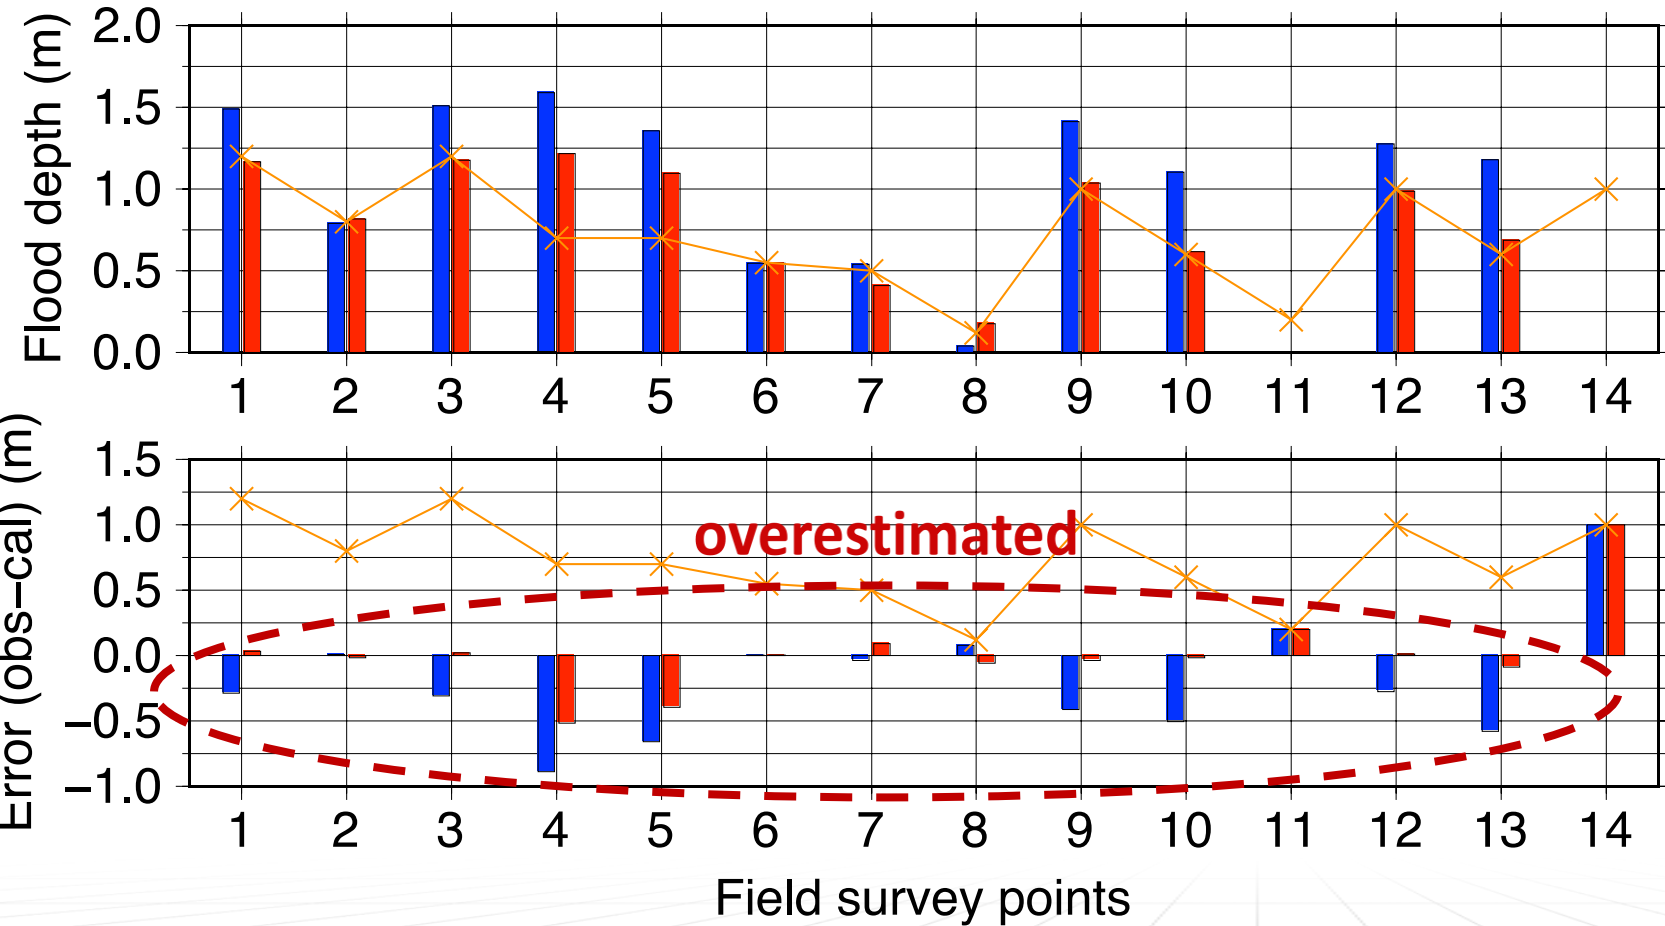 Flood depth (m)
2.0
1.5
1.0
0.5
0.0
1 2 3 4 5 6 7 8 9 10 11 12 13 14
Error (obs–cal) (m)
1.5
1.0
0.5
0.0
−0.5
−1.0
overestimated
1 2 3 4 5 6 7 8 9 10 11 12 13 14
Field survey points